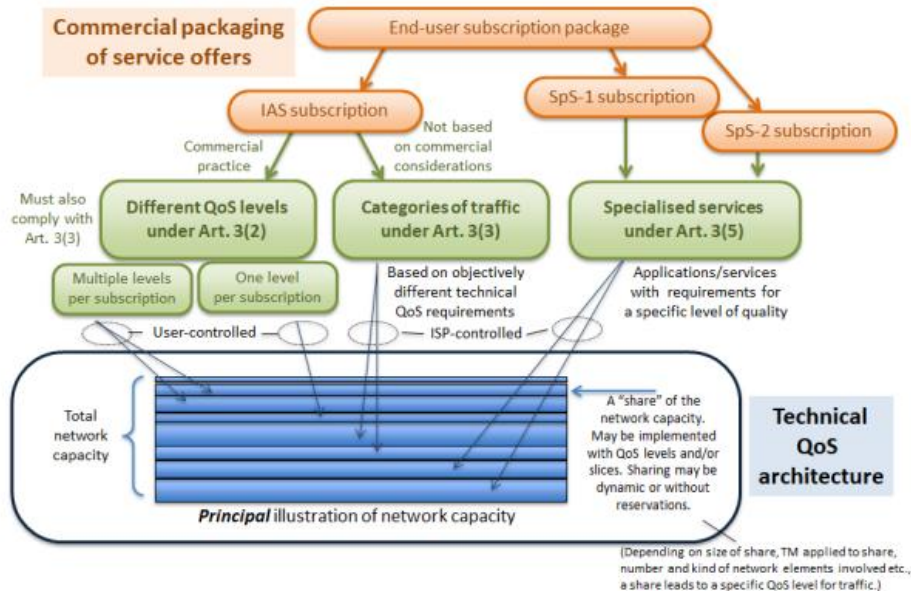 Commercial packaging
of service offers
End-user subscription package
IAS subscription
SpS-1 subscription
SpS-2 subscription
Commercial
practice
Not based
on commercial
considerations
Must also
comply with
Art. 3(3)
Different QoS levels
under Art. 3(2)
Categories of traffic
under Art. 3(3)
Specialised services
under Art. 3(5)
Multiple levels
per subscription
One level
per subscription
Based on objectively
different technical
QoS requirements
Applications/services
with requirements for
a specific level of quality
User-controlled
ISP-controlled
Total
network
capacity
A “share” of the
network capacity.
May be implemented
with QoS levels and/or
slices. Sharing may be
dynamic or without
reservations.
Technical
QoS
architecture
Principal illustration of network capacity
(Depending on size of share, TM applied to share,
number and kind of network elements involved etc.,
a share leads to a specific QoS level for traffic.)